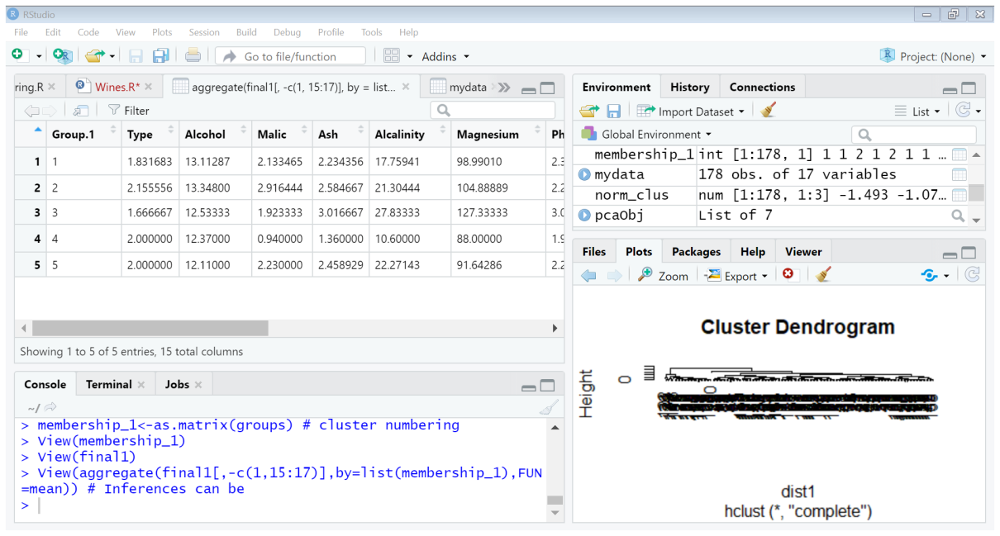 RStudio
File Edit Code View Plots Session Build Debug Profile Tools Help
Go to file/function Addins Project: (None)
ring.R Wines.R* aggregate(final1[, -c(1, 15:17)], by = list... mydata
Filter
Group.1 Type Alcohol Malic Ash Alcalinity Magnesium Ph
1 1 1.831683 13.11287 2.133465 2.234356 17.75941 98.99010 2.3
2 2 2.155556 13.34800 2.916444 2.584667 21.30444 104.88889 2.2
3 3 1.666667 12.53333 1.923333 3.016667 27.83333 127.33333 3.0
4 4 2.000000 12.37000 0.940000 1.360000 10.60000 88.00000 1.9
5 5 2.000000 12.11000 2.230000 2.458929 22.27143 91.64286 2.2
Showing 1 to 5 of 5 entries, 15 total columns
Console Terminal Jobs
~/
> membership_1<-as.matrix(groups) # cluster numbering
> View(membership_1)
> View(final1)
> View(aggregate(final1[,-c(1,15:17)],by=list(membership_1),FUN
=mean)) # Inferences can be
>
Environment History Connections
Import Dataset List
Global Environment
membership_1 int [1:178, 1] 1 1 2 1 2 1 1 ...
mydata 178 obs. of 17 variables
norm_clus num [1:178, 1:3] -1.493 -1.07...
pcaObj List of 7
Files Plots Packages Help Viewer
Zoom Export
Cluster Dendrogram
Height
0
dist1
hclust (*, "complete")